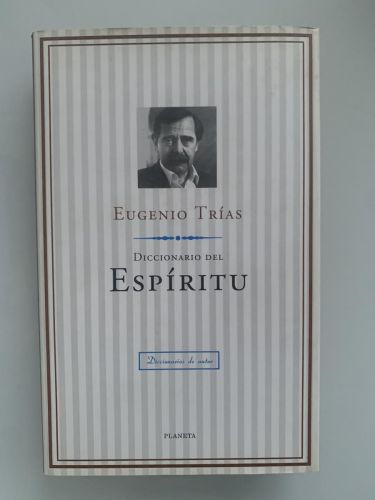 EUGENIO TRÍAS
DICCIONARIO DEL
ESPÍRITU
Diccionarios de autor
PLANETA